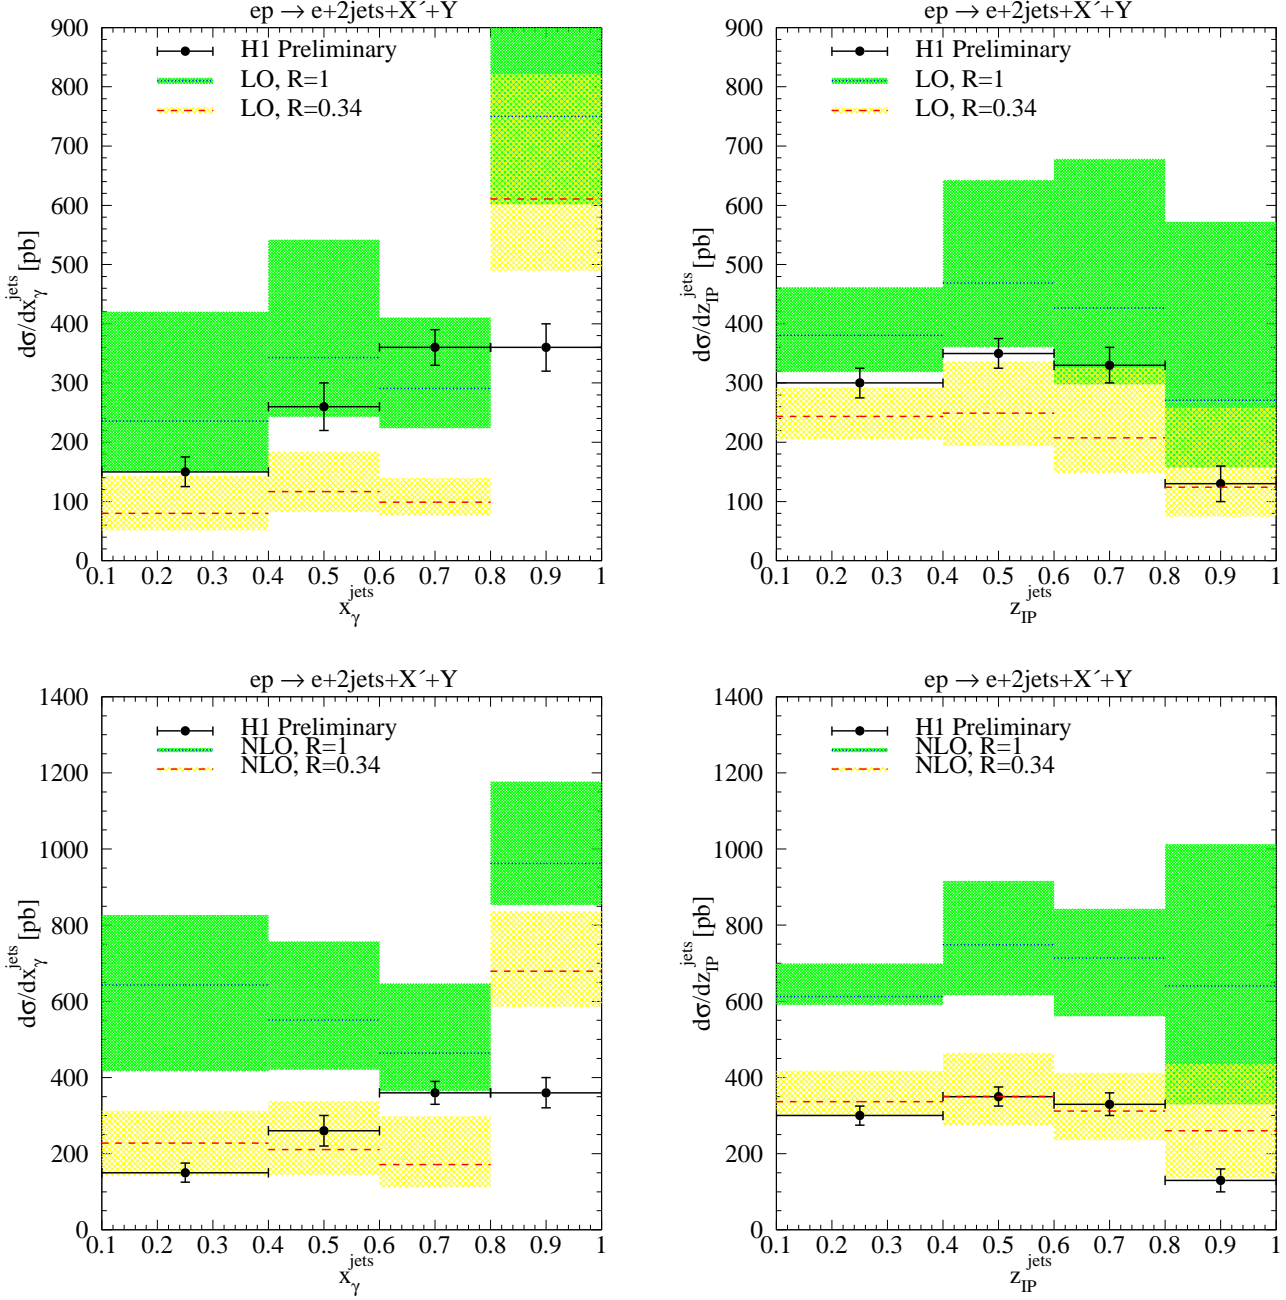 ep → e+2jets+X´+Y
H1 Preliminary
LO, R=1
LO, R=0.34
dσ/dx_γ^jets [pb]
900
800
700
600
500
400
300
200
100
0
0.1 0.2 0.3 0.4 0.5 0.6 0.7 0.8 0.9 1
x_γ^jets
ep → e+2jets+X´+Y
H1 Preliminary
LO, R=1
LO, R=0.34
dσ/dz_IP^jets [pb]
900
800
700
600
500
400
300
200
100
0
0.1 0.2 0.3 0.4 0.5 0.6 0.7 0.8 0.9 1
z_IP^jets
ep → e+2jets+X´+Y
H1 Preliminary
NLO, R=1
NLO, R=0.34
dσ/dx_γ^jets [pb]
1400
1200
1000
800
600
400
200
0
0.1 0.2 0.3 0.4 0.5 0.6 0.7 0.8 0.9 1
x_γ^jets
ep → e+2jets+X´+Y
H1 Preliminary
NLO, R=1
NLO, R=0.34
dσ/dz_IP^jets [pb]
1400
1200
1000
800
600
400
200
0
0.1 0.2 0.3 0.4 0.5 0.6 0.7 0.8 0.9 1
z_IP^jets